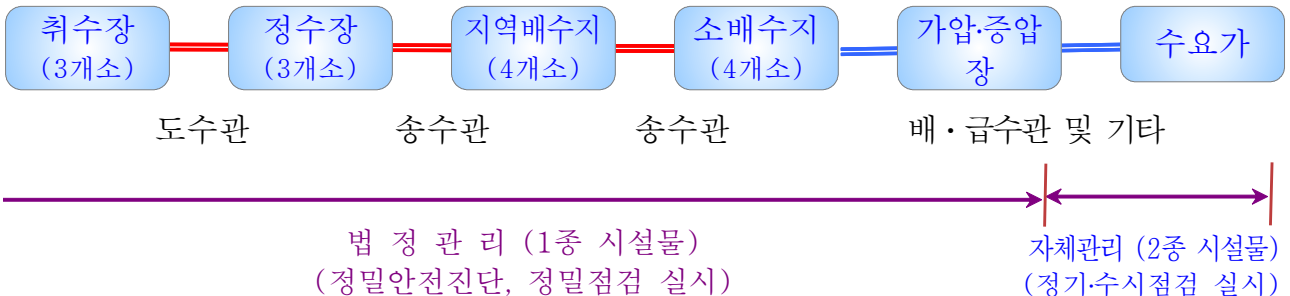 취수장
(3개소)
정수장
(3개소)
지역배수지
(4개소)
소배수지
(4개소)
가압·증압
장
수요가
도수관
송수관
송수관
배·급수관 및 기타
법 정 관 리 (1종 시설물)
(정밀안전진단, 정밀점검 실시)
자체관리 (2종 시설물)
(정기·수시점검 실시)